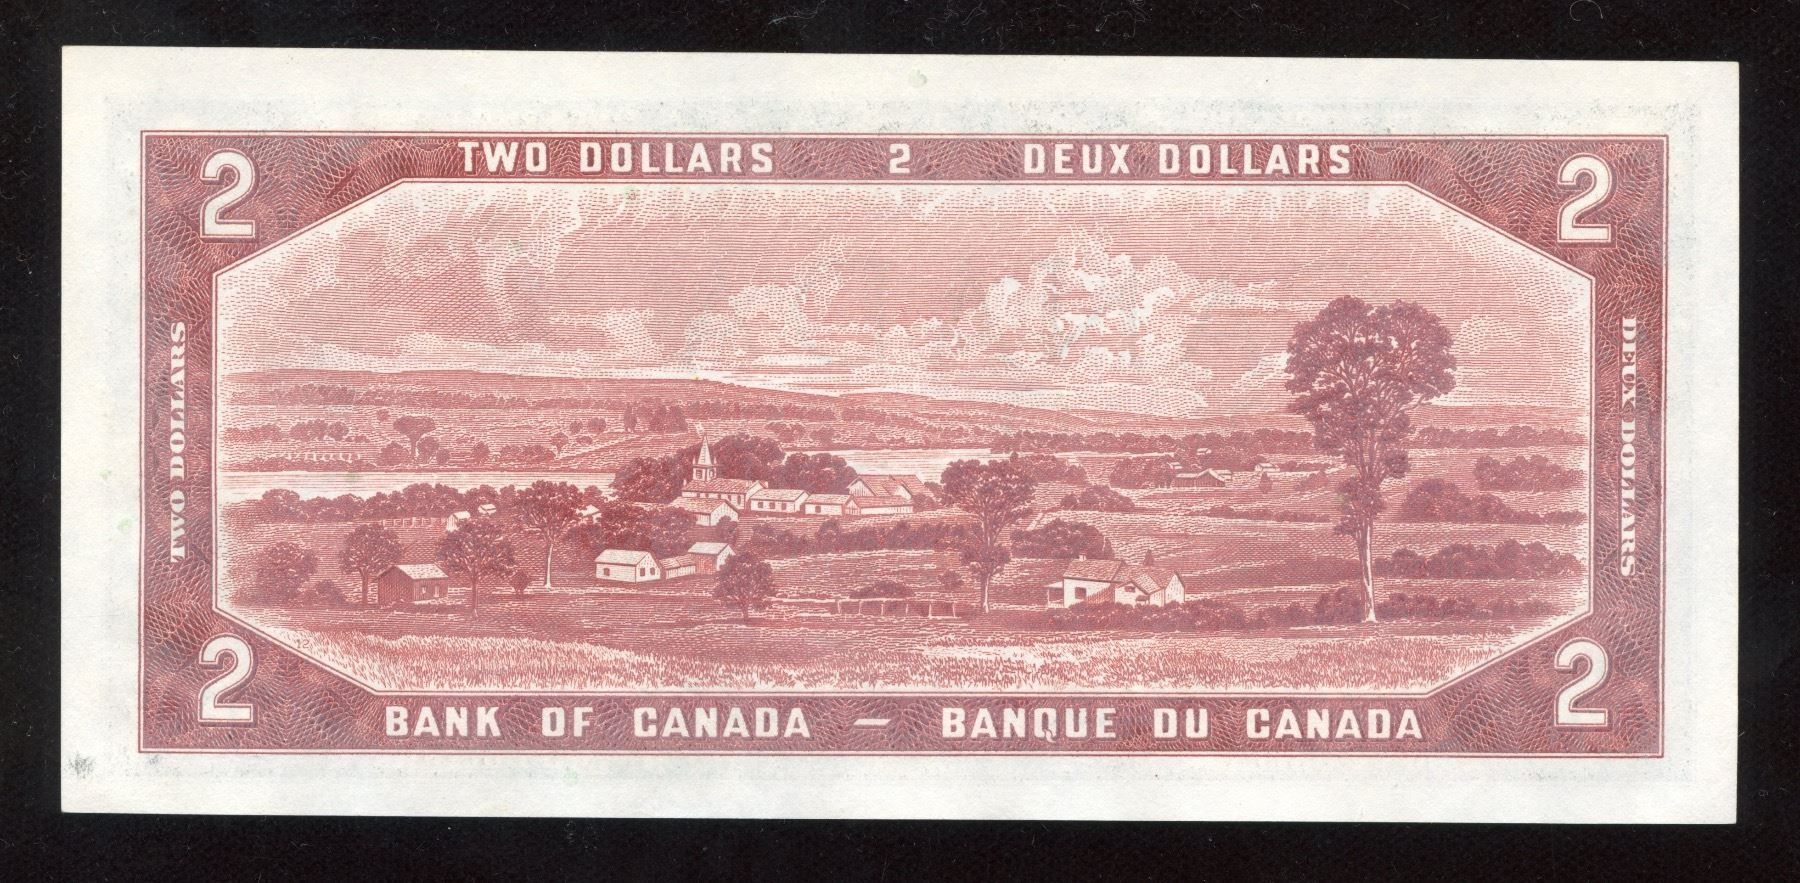 2 TWO DOLLARS 2 DEUX DOLLARS 2
TWO DOLLARS
DEUX DOLLARS
12
2 BANK OF CANADA — BANQUE DU CANADA 2